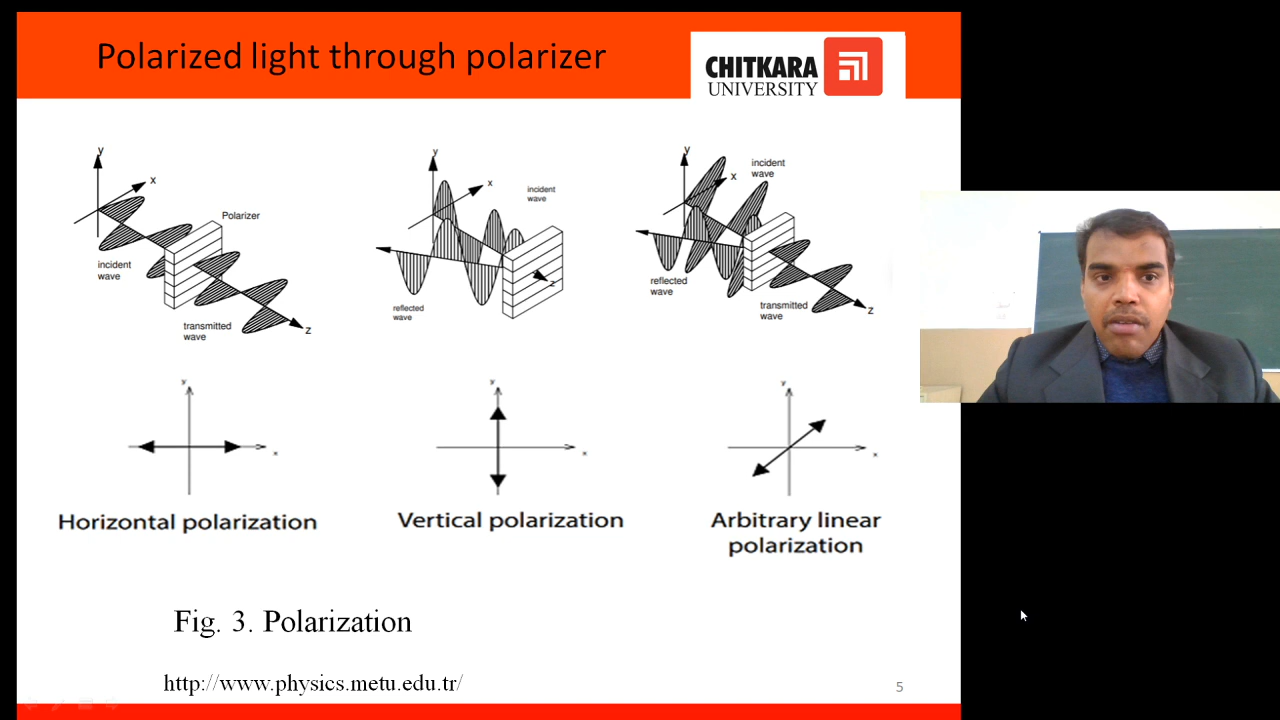 Polarized light through polarizer
CHITKARA
UNIVERSITY
y
x
Polarizer
incident
wave
transmitted
wave
z
y
x
incident
wave
z
reflected
wave
y
incident
wave
x
reflected
wave
transmitted
wave
z
y
x
Horizontal polarization
y
x
Vertical polarization
y
x
Arbitrary linear
polarization
Fig. 3. Polarization
http://www.physics.metu.edu.tr/
5